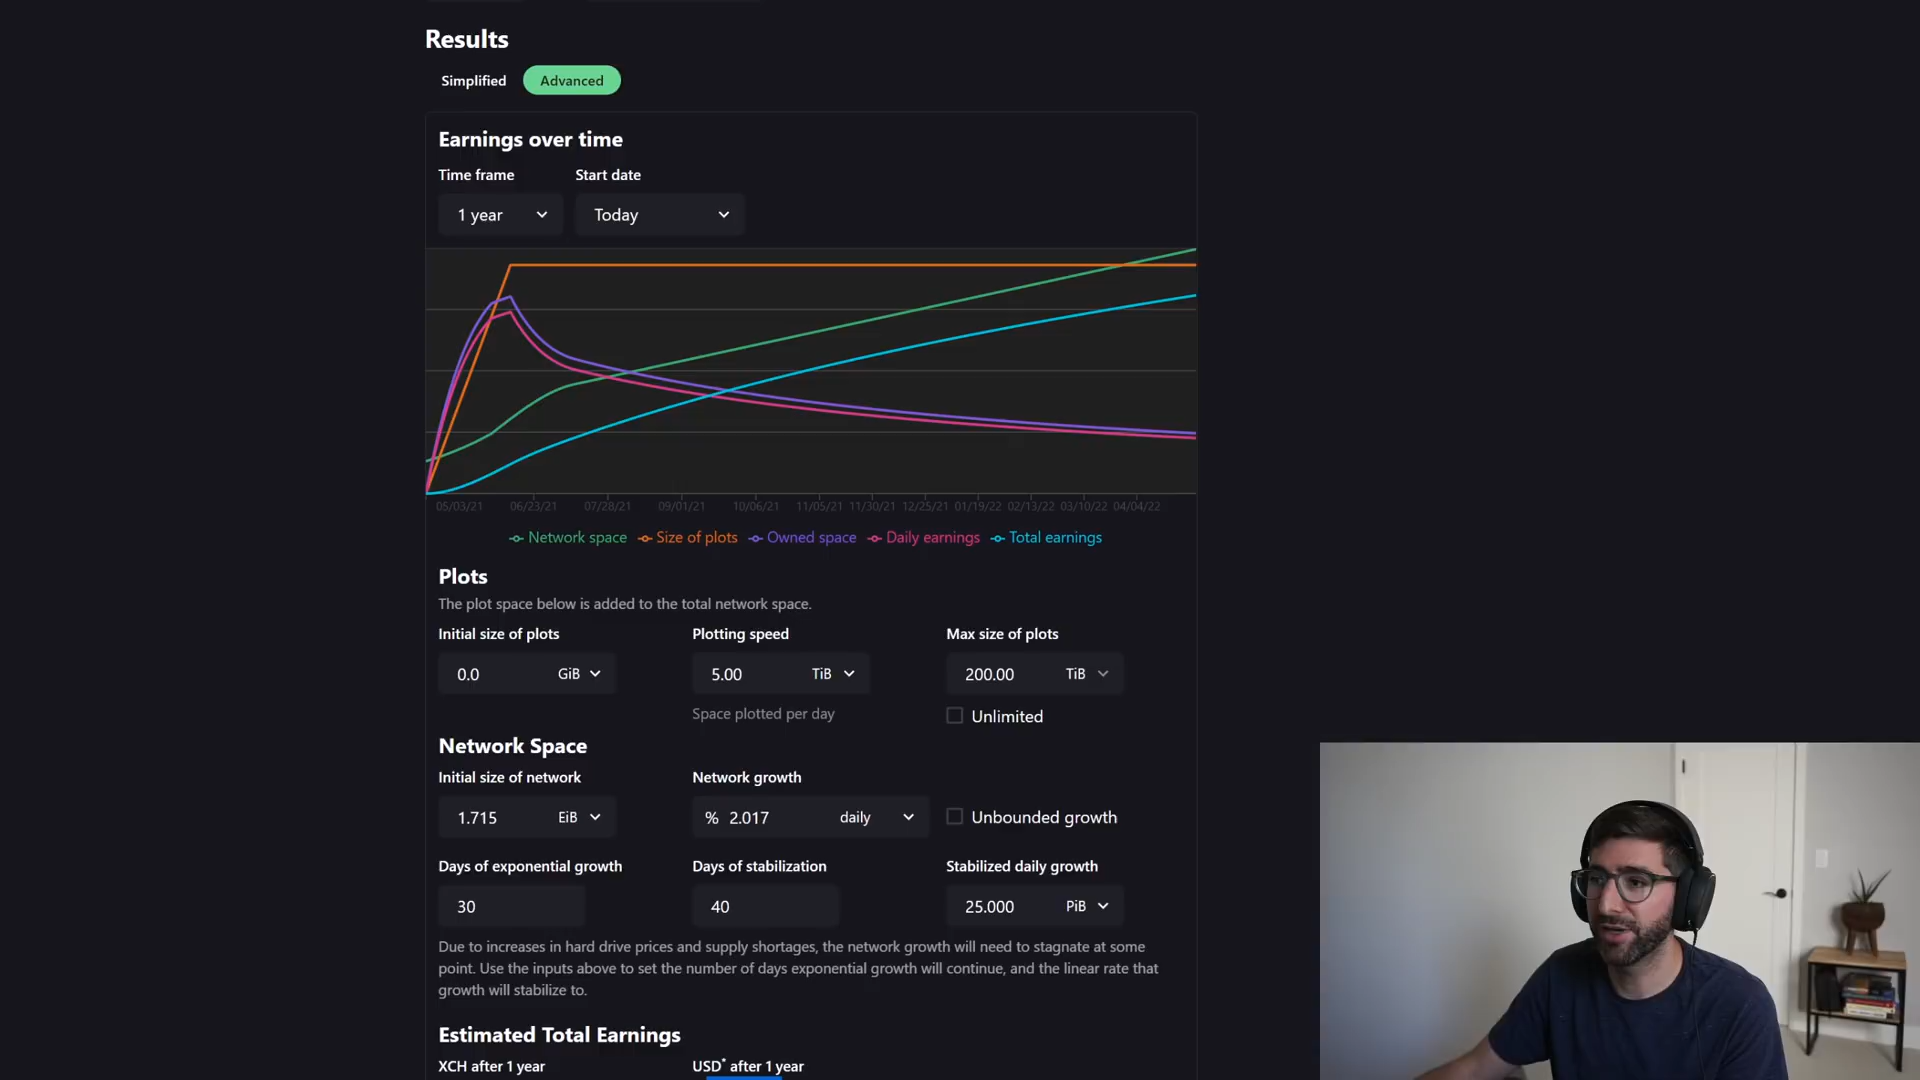 Results
Simplified Advanced
Earnings over time
Time frame Start date
1 year Today
05/03/21 06/23/21 07/28/21 09/01/21 10/06/21 11/05/21 11/30/21 12/25/21 01/19/22 02/13/22 03/10/22 04/04/22
Network space Size of plots Owned space Daily earnings Total earnings
Plots
The plot space below is added to the total network space.
Initial size of plots Plotting speed Max size of plots
0.0 GiB 5.00 TiB 200.00 TiB
Space plotted per day Unlimited
Network Space
Initial size of network Network growth
1.715 EiB % 2.017 daily Unbounded growth
Days of exponential growth Days of stabilization Stabilized daily growth
30 40 25.000 PiB
Due to increases in hard drive prices and supply shortages, the network growth will need to stagnate at some
point. Use the inputs above to set the number of days exponential growth will continue, and the linear rate that
growth will stabilize to.
Estimated Total Earnings
XCH after 1 year USD* after 1 year